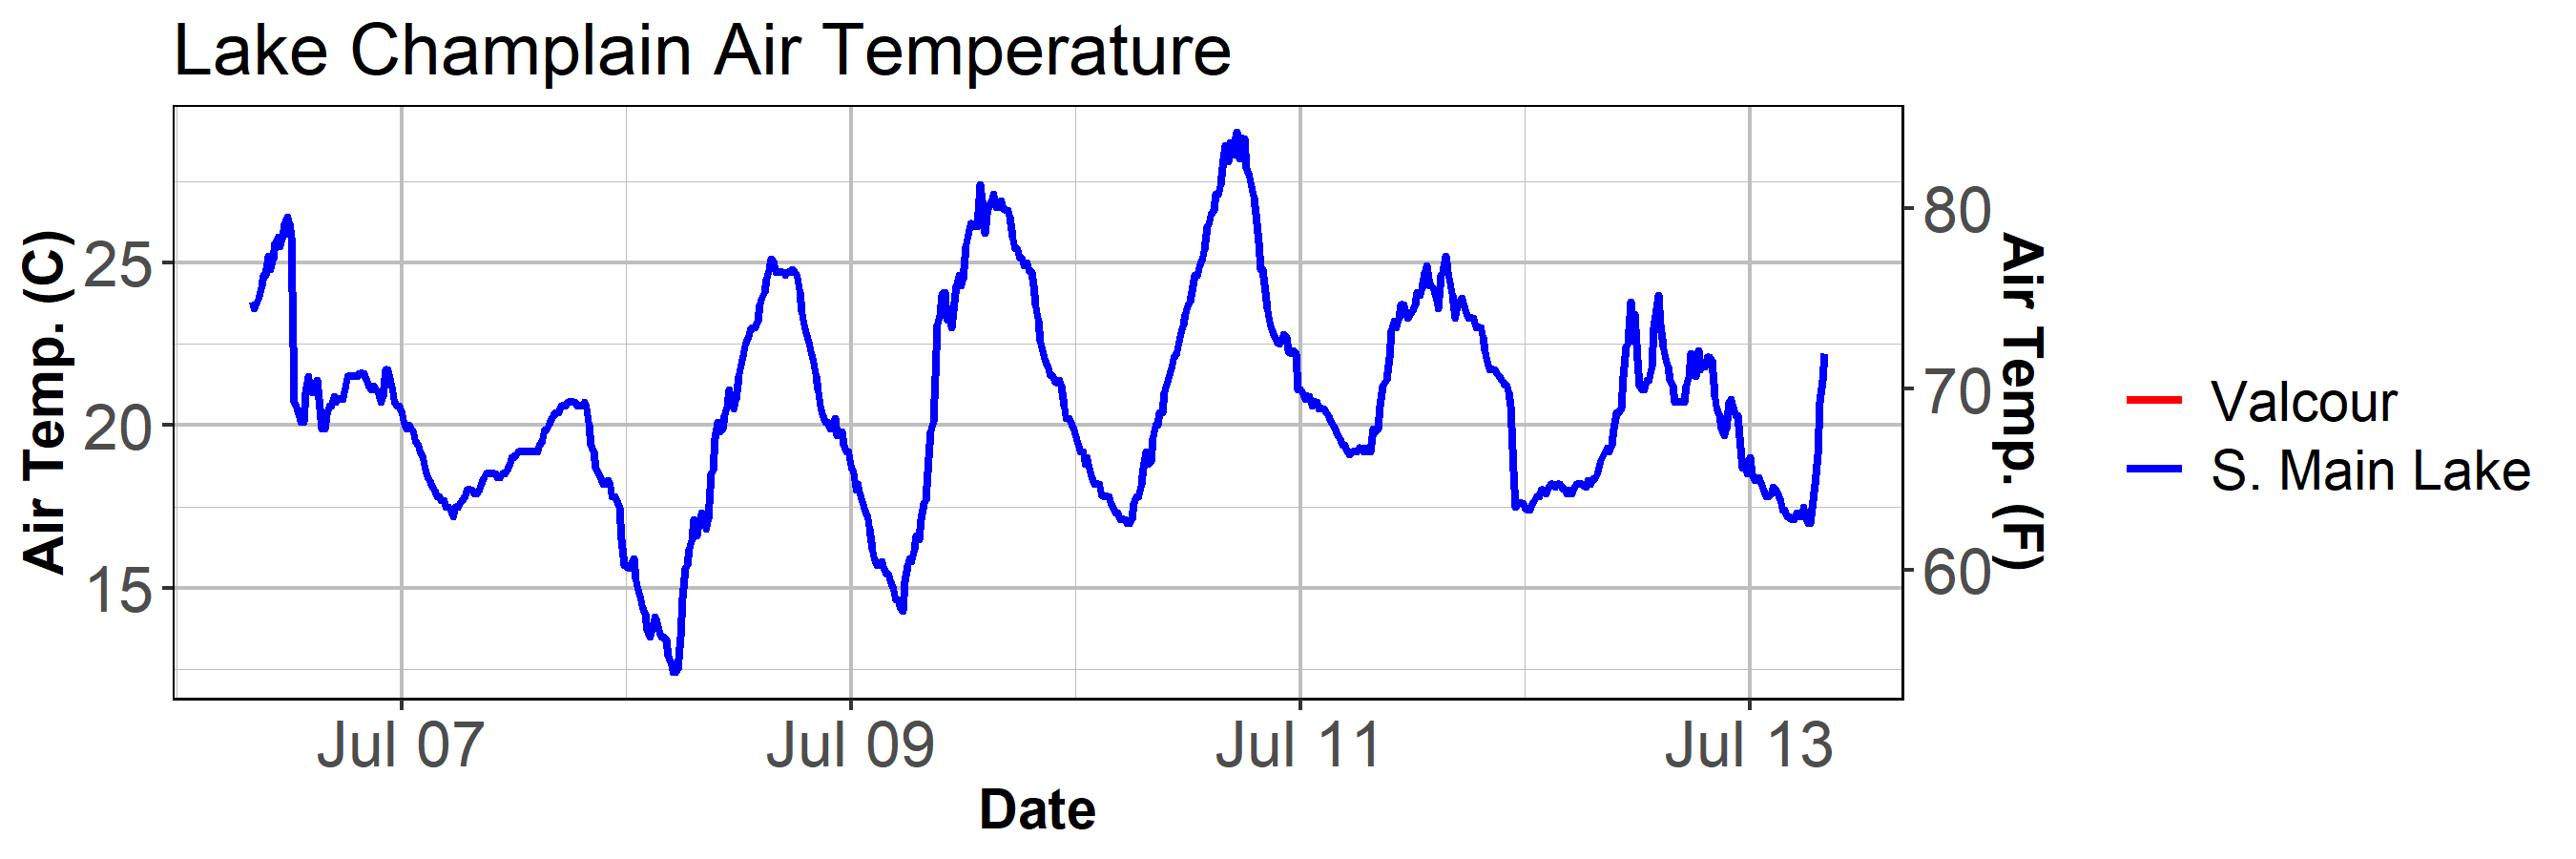 Lake Champlain Air Temperature
Air Temp. (C)
25
20
15
80
70
60
Air Temp. (F)
Jul 07
Jul 09
Jul 11
Jul 13
Date
Valcour
S. Main Lake